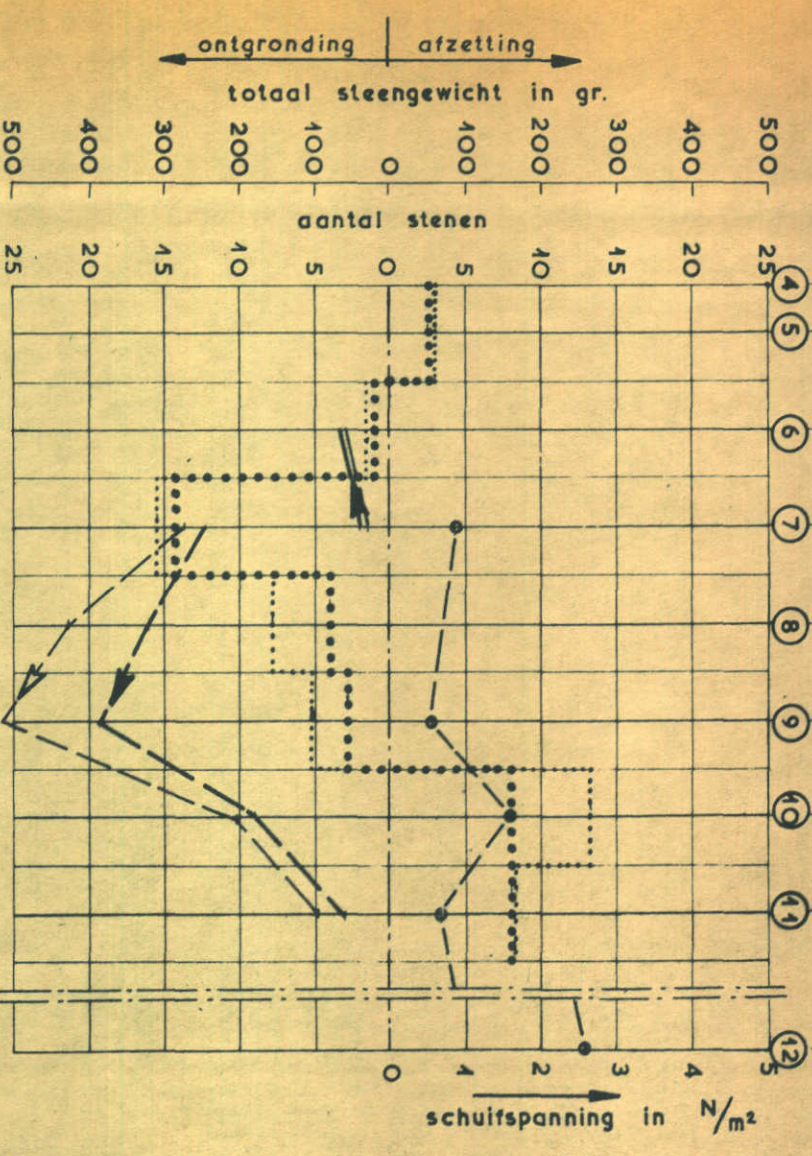 ontgronding afzetting
totaal steengewicht in gr.
500 400 300 200 100 0 100 200 300 400 500
aantal stenen
25 20 15 10 5 0 5 10 15 20 25
4
5
6
7
8
9
10
11
12
0 1 2 3 4 5
schuifspanning in N/m²